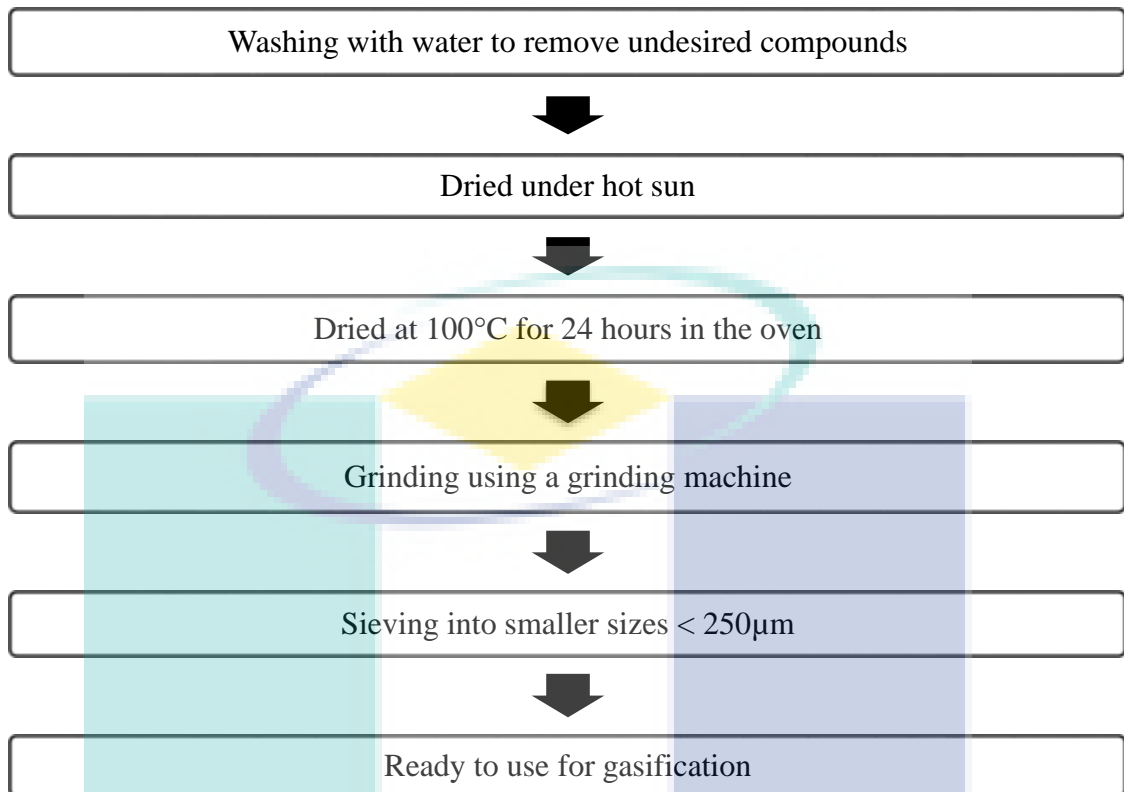 Washing with water to remove undesired compounds
Dried under hot sun
Dried at 100°C for 24 hours in the oven
Grinding using a grinding machine
Sieving into smaller sizes < 250µm
Ready to use for gasification